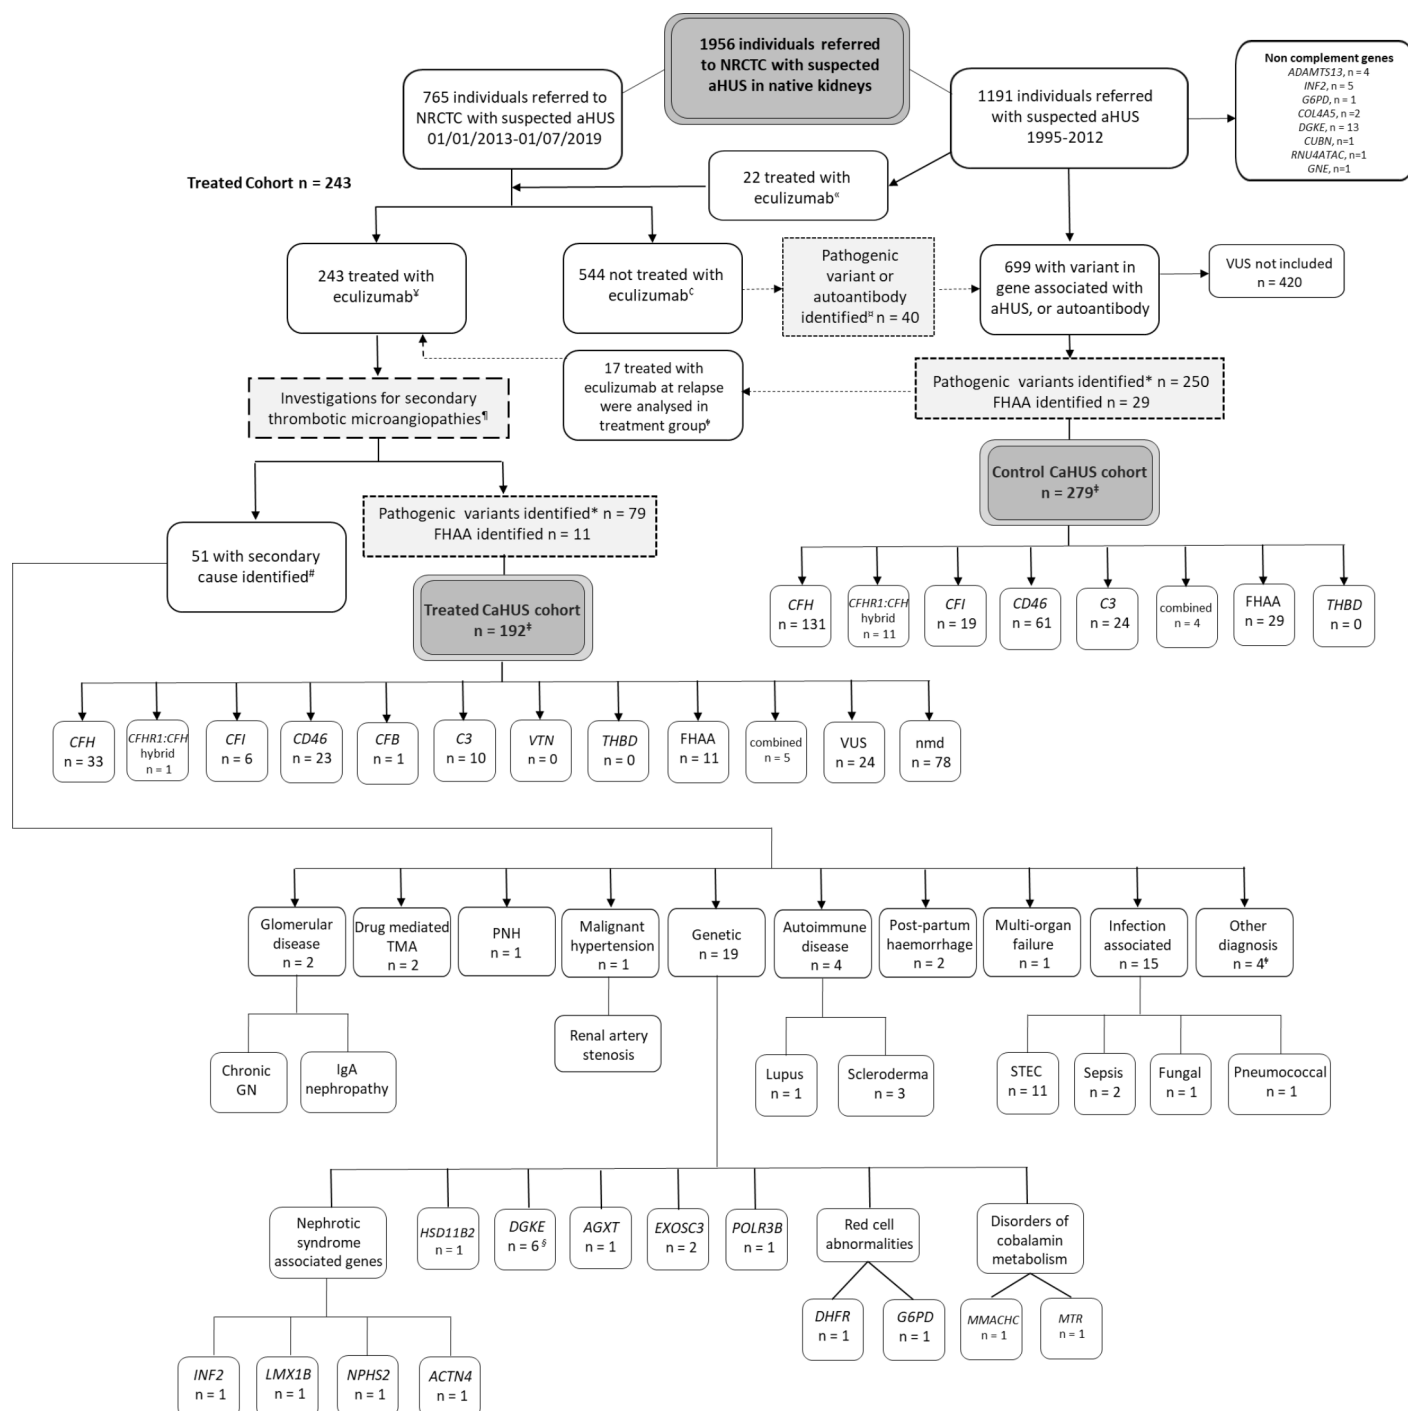 1956 individuals referred
to NRCTC with suspected
aHUS in native kidneys
765 individuals referred to
NRCTC with suspected aHUS
01/01/2013-01/07/2019
1191 individuals referred
with suspected aHUS
1995-2012
Non complement genes
ADAMTS13, n = 4
INF2, n = 5
G6PD, n = 1
COL4A5, n =2
DGKE, n = 13
CUBN, n=1
RNU4ATAC, n=1
GNE, n=1
Treated Cohort n = 243
22 treated with
eculizumab«
243 treated with
eculizumab¥
544 not treated with
eculizumabꞔ
Pathogenic
variant or
autoantibody
identified¤ n = 40
699 with variant in
gene associated with
aHUS, or autoantibody
VUS not included
n = 420
17 treated with
eculizumab at relapse
were analysed in
treatment groupǂ
Pathogenic variants identified* n = 250
FHAA identified n = 29
Investigations for secondary
thrombotic microangiopathies¶
Control CaHUS cohort
n = 279‡
Pathogenic variants identified* n = 79
FHAA identified n = 11
51 with secondary
cause identified#
Treated CaHUS cohort
n = 192‡
CFH
n = 131
CFHR1:CFH
hybrid
n = 11
CFI
n = 19
CD46
n = 61
C3
n = 24
combined
n = 4
FHAA
n = 29
THBD
n = 0
CFH
n = 33
CFHR1:CFH
hybrid
n = 1
CFI
n = 6
CD46
n = 23
CFB
n = 1
C3
n = 10
VTN
n = 0
THBD
n = 0
FHAA
n = 11
combined
n = 5
VUS
n = 24
nmd
n = 78
Glomerular
disease
n = 2
Drug mediated
TMA
n = 2
PNH
n = 1
Malignant
hypertension
n = 1
Genetic
n = 19
Autoimmune
disease
n = 4
Post-partum
haemorrhage
n = 2
Multi-organ
failure
n = 1
Infection
associated
n = 15
Other
diagnosis
n = 4ǂ
Chronic
GN
IgA
nephropathy
Renal artery
stenosis
Lupus
n = 1
Scleroderma
n = 3
STEC
n = 11
Sepsis
n = 2
Fungal
n = 1
Pneumococcal
n = 1
Nephrotic
syndrome
associated genes
HSD11B2
n = 1
DGKE
n = 6§
AGXT
n = 1
EXOSC3
n = 2
POLR3B
n = 1
Red cell
abnormalities
Disorders of
cobalamin
metabolism
DHFR
n = 1
G6PD
n = 1
MMACHC
n = 1
MTR
n = 1
INF2
n = 1
LMX1B
n = 1
NPHS2
n = 1
ACTN4
n = 1